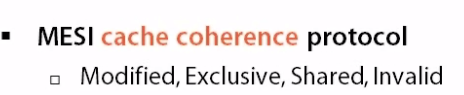 ▪ MESI cache coherence protocol
▫ Modified, Exclusive, Shared, Invalid